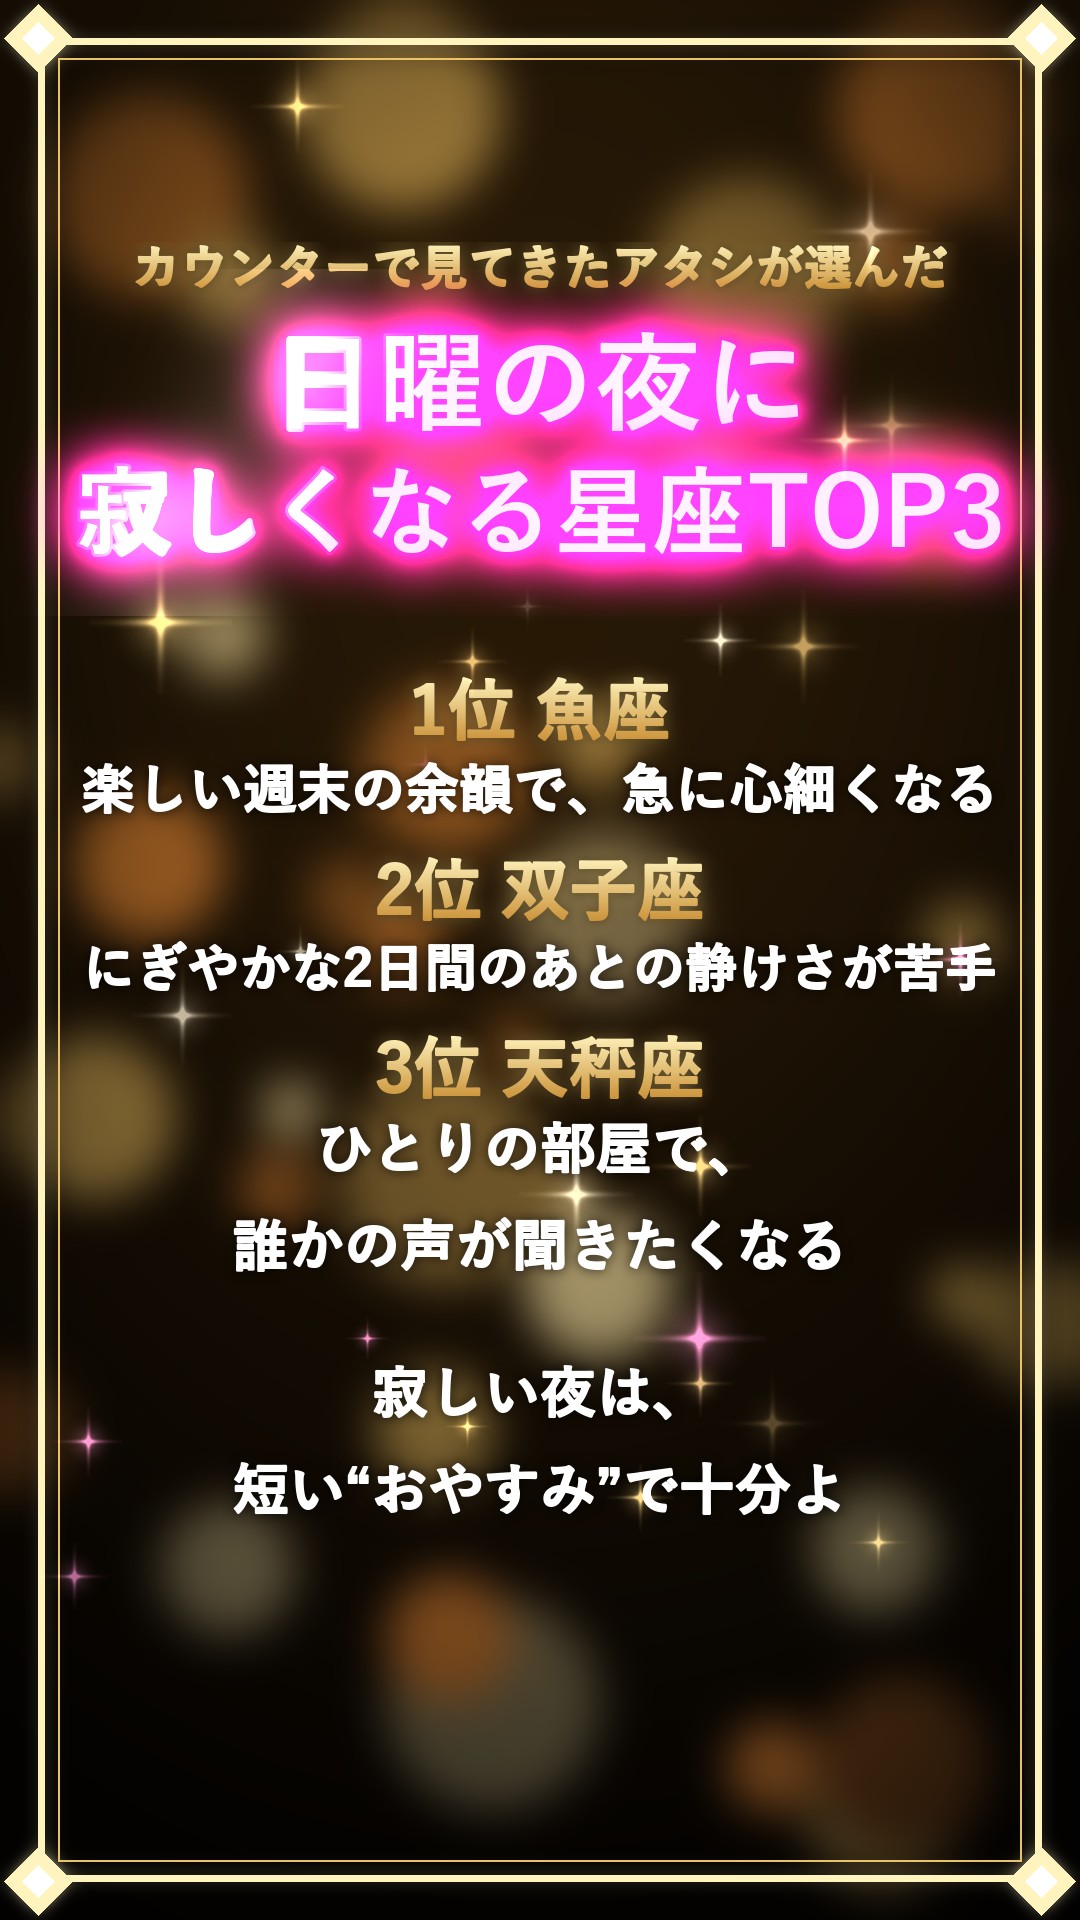 カウンターで見てきたアタシが選んだ
日曜の夜に
寂しくなる星座TOP3
1位 魚座
楽しい週末の余韻で、急に心細くなる
2位 双子座
にぎやかな2日間のあとの静けさが苦手
3位 天秤座
ひとりの部屋で、
誰かの声が聞きたくなる
寂しい夜は、
短い“おやすみ”で十分よ